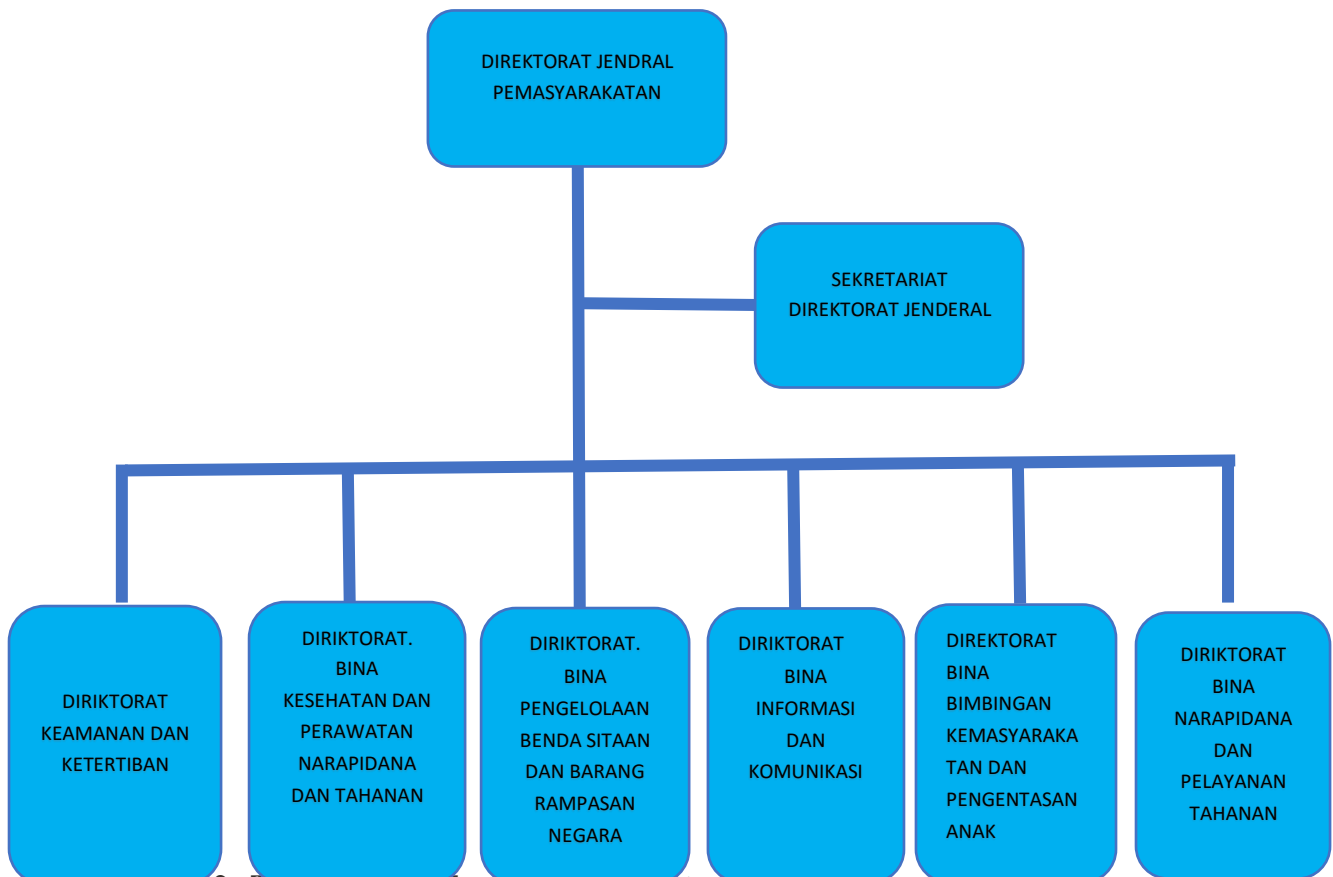 DIREKTORAT JENDRAL
PEMASYARAKATAN
SEKRETARIAT
DIREKTORAT JENDERAL
DIRIKTORAT
KEAMANAN DAN
KETERTIBAN
DIRIKTORAT.
BINA
KESEHATAN DAN
PERAWATAN
NARAPIDANA
DAN TAHANAN
DIRIKTORAT.
BINA
PENGELOLAAN
BENDA SITAAN
DAN BARANG
RAMPASAN
NEGARA
DIRIKTORAT
BINA
INFORMASI
DAN
KOMUNIKASI
DIREKTORAT
BINA
BIMBINGAN
KEMASYARAKA
TAN DAN
PENGENTASAN
ANAK
DIRIKTORAT
BINA
NARAPIDANA
DAN
PELAYANAN
TAHANAN